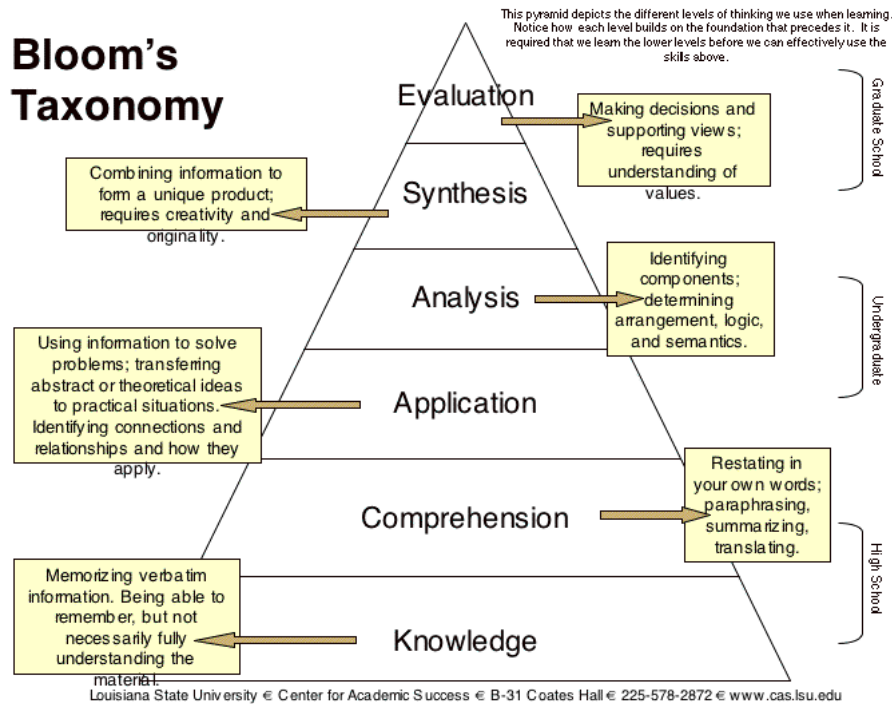 This pyramid depicts the different levels of thinking we use when learning.
Notice how each level builds on the foundation that precedes it. It is
required that we learn the lower levels before we can effectively use the
skills above.
Bloom's
Taxonomy
Evaluation
Making decisions and
supporting views;
requires
understanding of
values.
Graduate School
Combining information to
form a unique product;
requires creativity and
originality.
Synthesis
Analysis
Identifying
components;
determining
arrangement, logic,
and semantics.
Undergraduate
Using information to solve
problems; transferring
abstract or theoretical ideas
to practical situations.
Identifying connections and
relationships and how they
apply.
Application
Comprehension
Restating in
your own words;
paraphrasing,
summarizing,
translating.
High School
Memorizing verbatim
information. Being able to
remember, but not
necessarily fully
understanding the
material.
Knowledge
Louisiana State University € Center for Academic Success € B-31 Coates Hall € 225-578-2872 € www.cas.lsu.edu